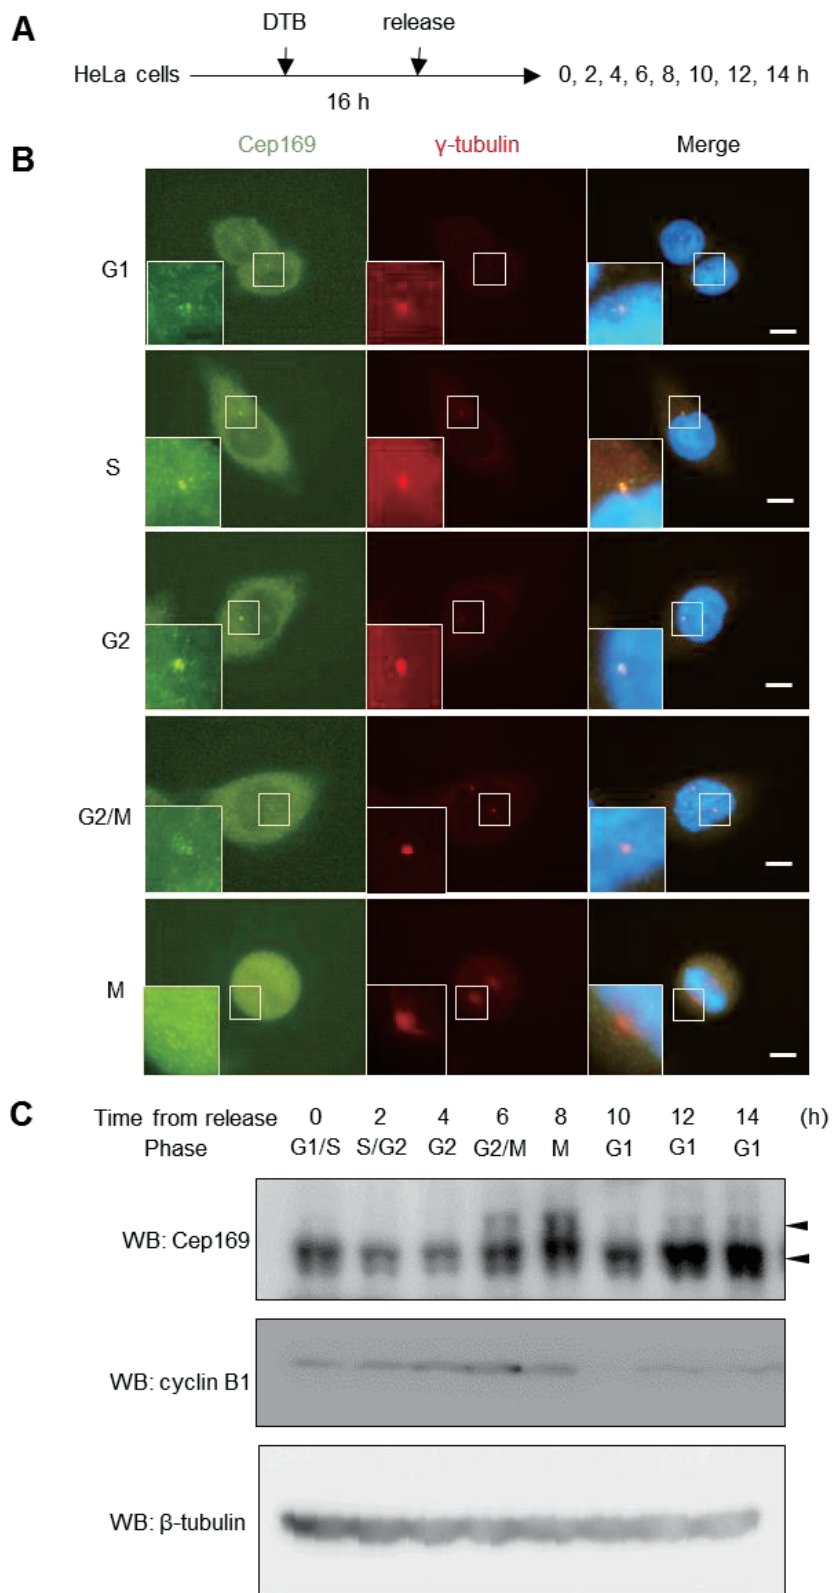 A
DTB
release
HeLa cells
0, 2, 4, 6, 8, 10, 12, 14 h
16 h
B
Cep169
γ-tubulin
Merge
G1
S
G2
G2/M
M
C
Time from release 0 2 4 6 8 10 12 14 (h)
Phase G1/S S/G2 G2 G2/M M G1 G1 G1
WB: Cep169
WB: cyclin B1
WB: β-tubulin